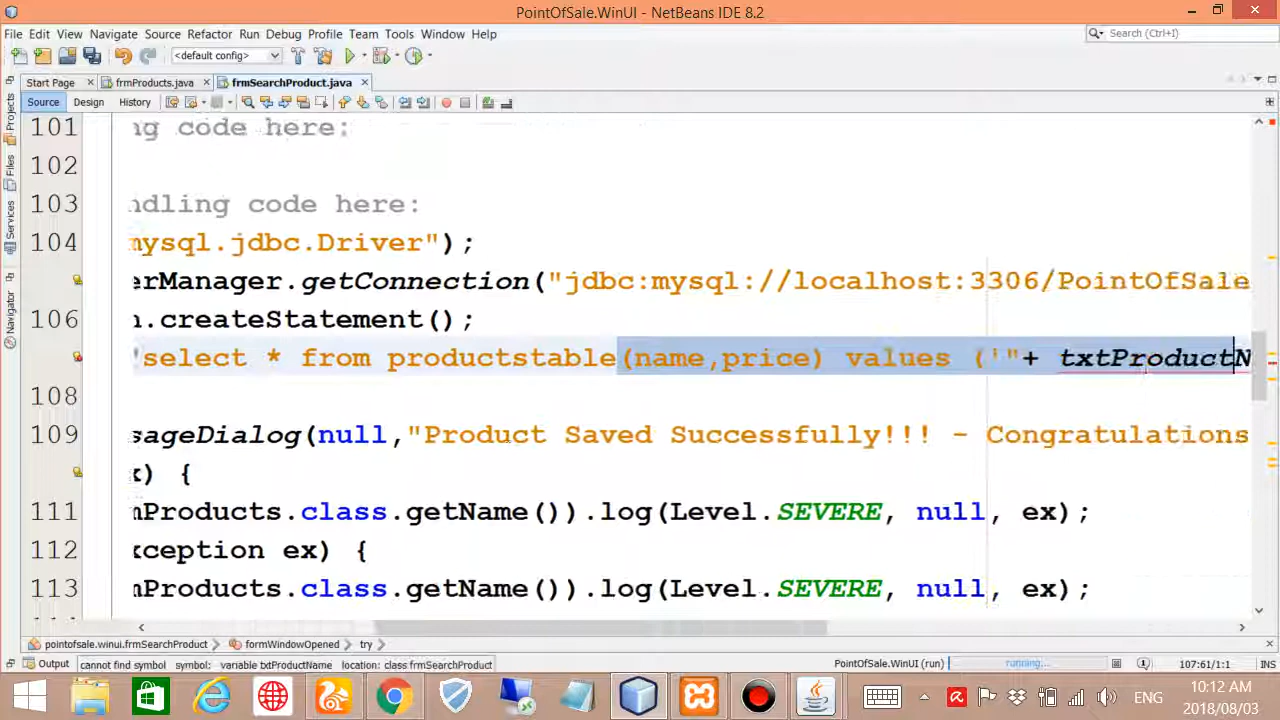 PointOfSale.WinUI - NetBeans IDE 8.2
File Edit View Navigate Source Refactor Run Debug Profile Team Tools Window Help
Search (Ctrl+I)
<default config>
Start Page frmProducts.java frmSearchProduct.java
Source Design History
Projects
Files
Services
Navigator
101 ng code here:
102
103 ndling code here:
104 mysql.jdbc.Driver");
erManager.getConnection("jdbc:mysql://localhost:3306/PointOfSale
106 n.createStatement();
"select * from productstable(name,price) values ('"+ txtProductN
108
109 sageDialog(null,"Product Saved Successfully!!! - Congratulations
x) {
111 mProducts.class.getName()).log(Level.SEVERE, null, ex);
112 xception ex) {
113 mProducts.class.getName()).log(Level.SEVERE, null, ex);
pointofsale.winui.frmSearchProduct formWindowOpened try
Output cannot find symbol symbol: variable txtProductName location: class frmSearchProduct PointOfSale.WinUI (run) running... 107:61/1:1 INS
ENG
10:12 AM
2018/08/03